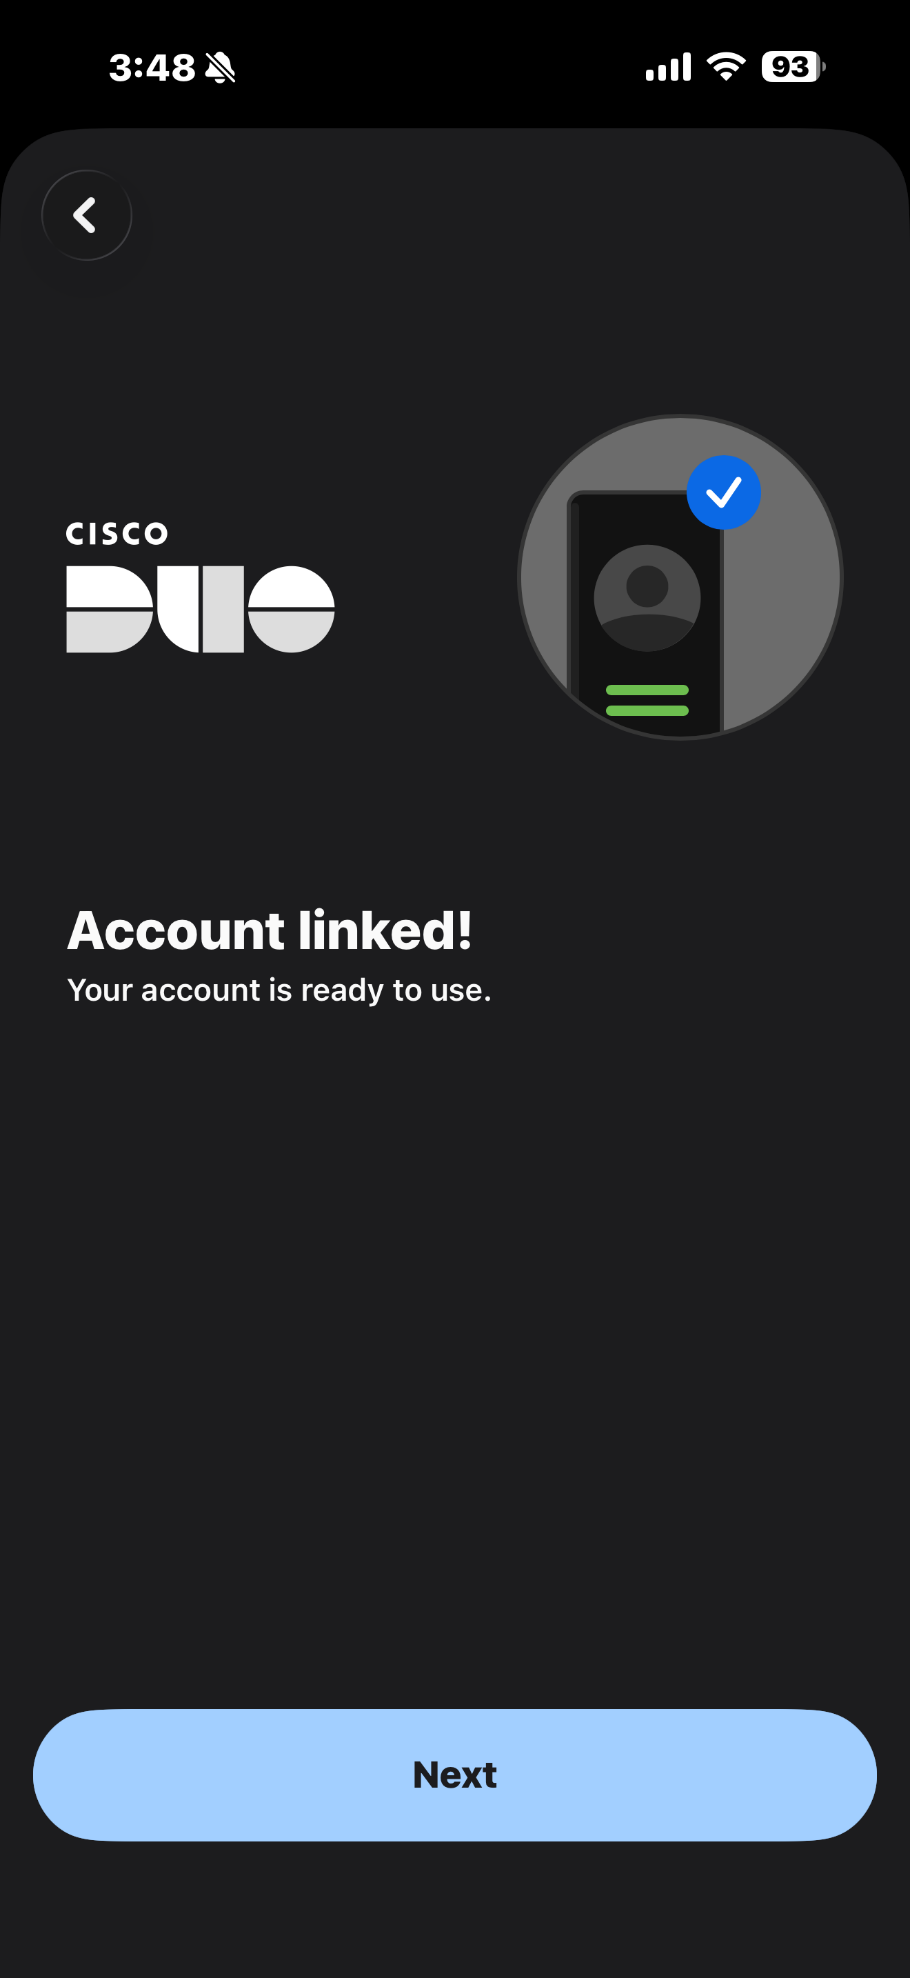 3:48
93
CISCO
DUO
Account linked!
Your account is ready to use.
Next